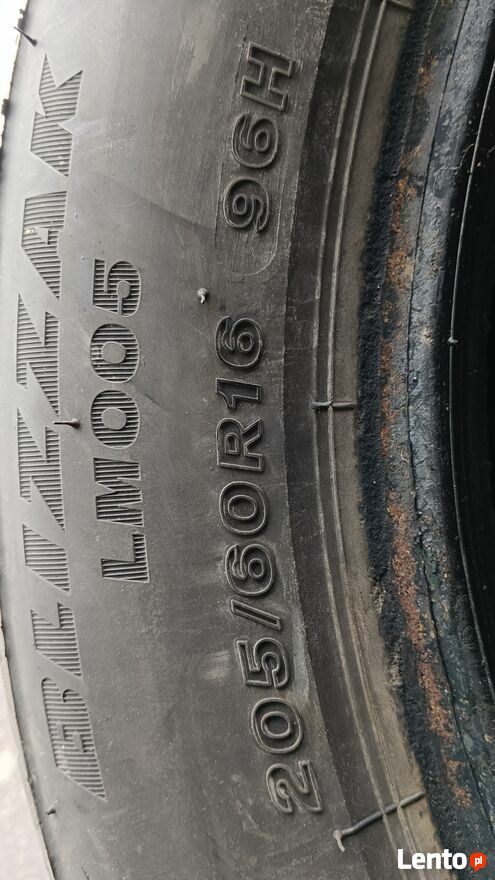 BLIZZAK
LM005
205/60R16 96H
Lento.pl